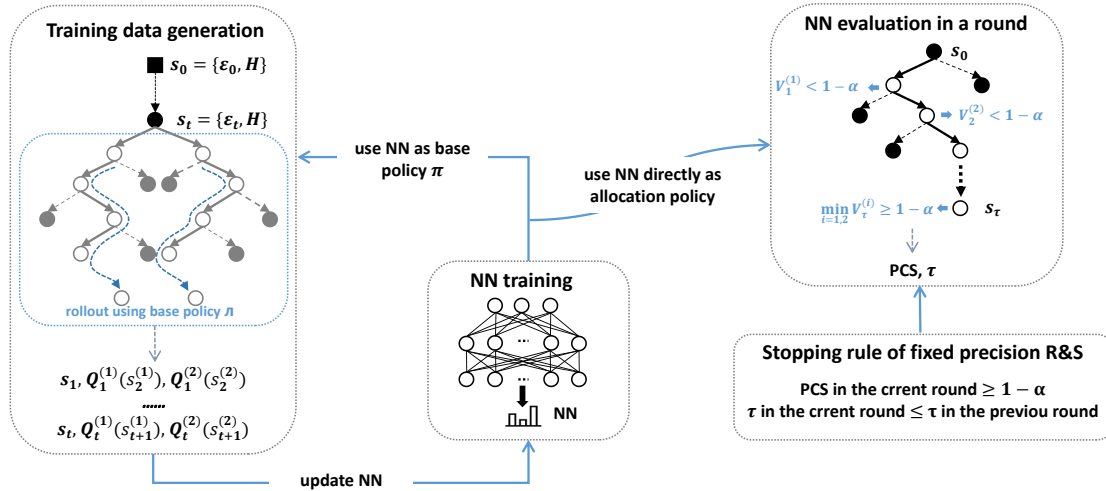 Training data generation
s₀ = {ε₀, H}
sₜ = {εₜ, H}
rollout using base policy л
s₁, Q₁⁽¹⁾(s₂⁽¹⁾), Q₁⁽²⁾(s₂⁽²⁾)
......
sₜ, Qₜ⁽¹⁾(sₜ₊₁⁽¹⁾), Qₜ⁽²⁾(sₜ₊₁⁽²⁾)
update NN
use NN as base
policy π
NN training
...
...
NN
use NN directly as
allocation policy
NN evaluation in a round
s₀
V₁⁽¹⁾ < 1 − α
V₂⁽²⁾ < 1 − α
min_{i=1,2} V_τ⁽ⁱ⁾ ≥ 1 − α
s_τ
PCS, τ
Stopping rule of fixed precision R&S
PCS in the crrent round ≥ 1 − α
τ in the crrent round ≤ τ in the previou round